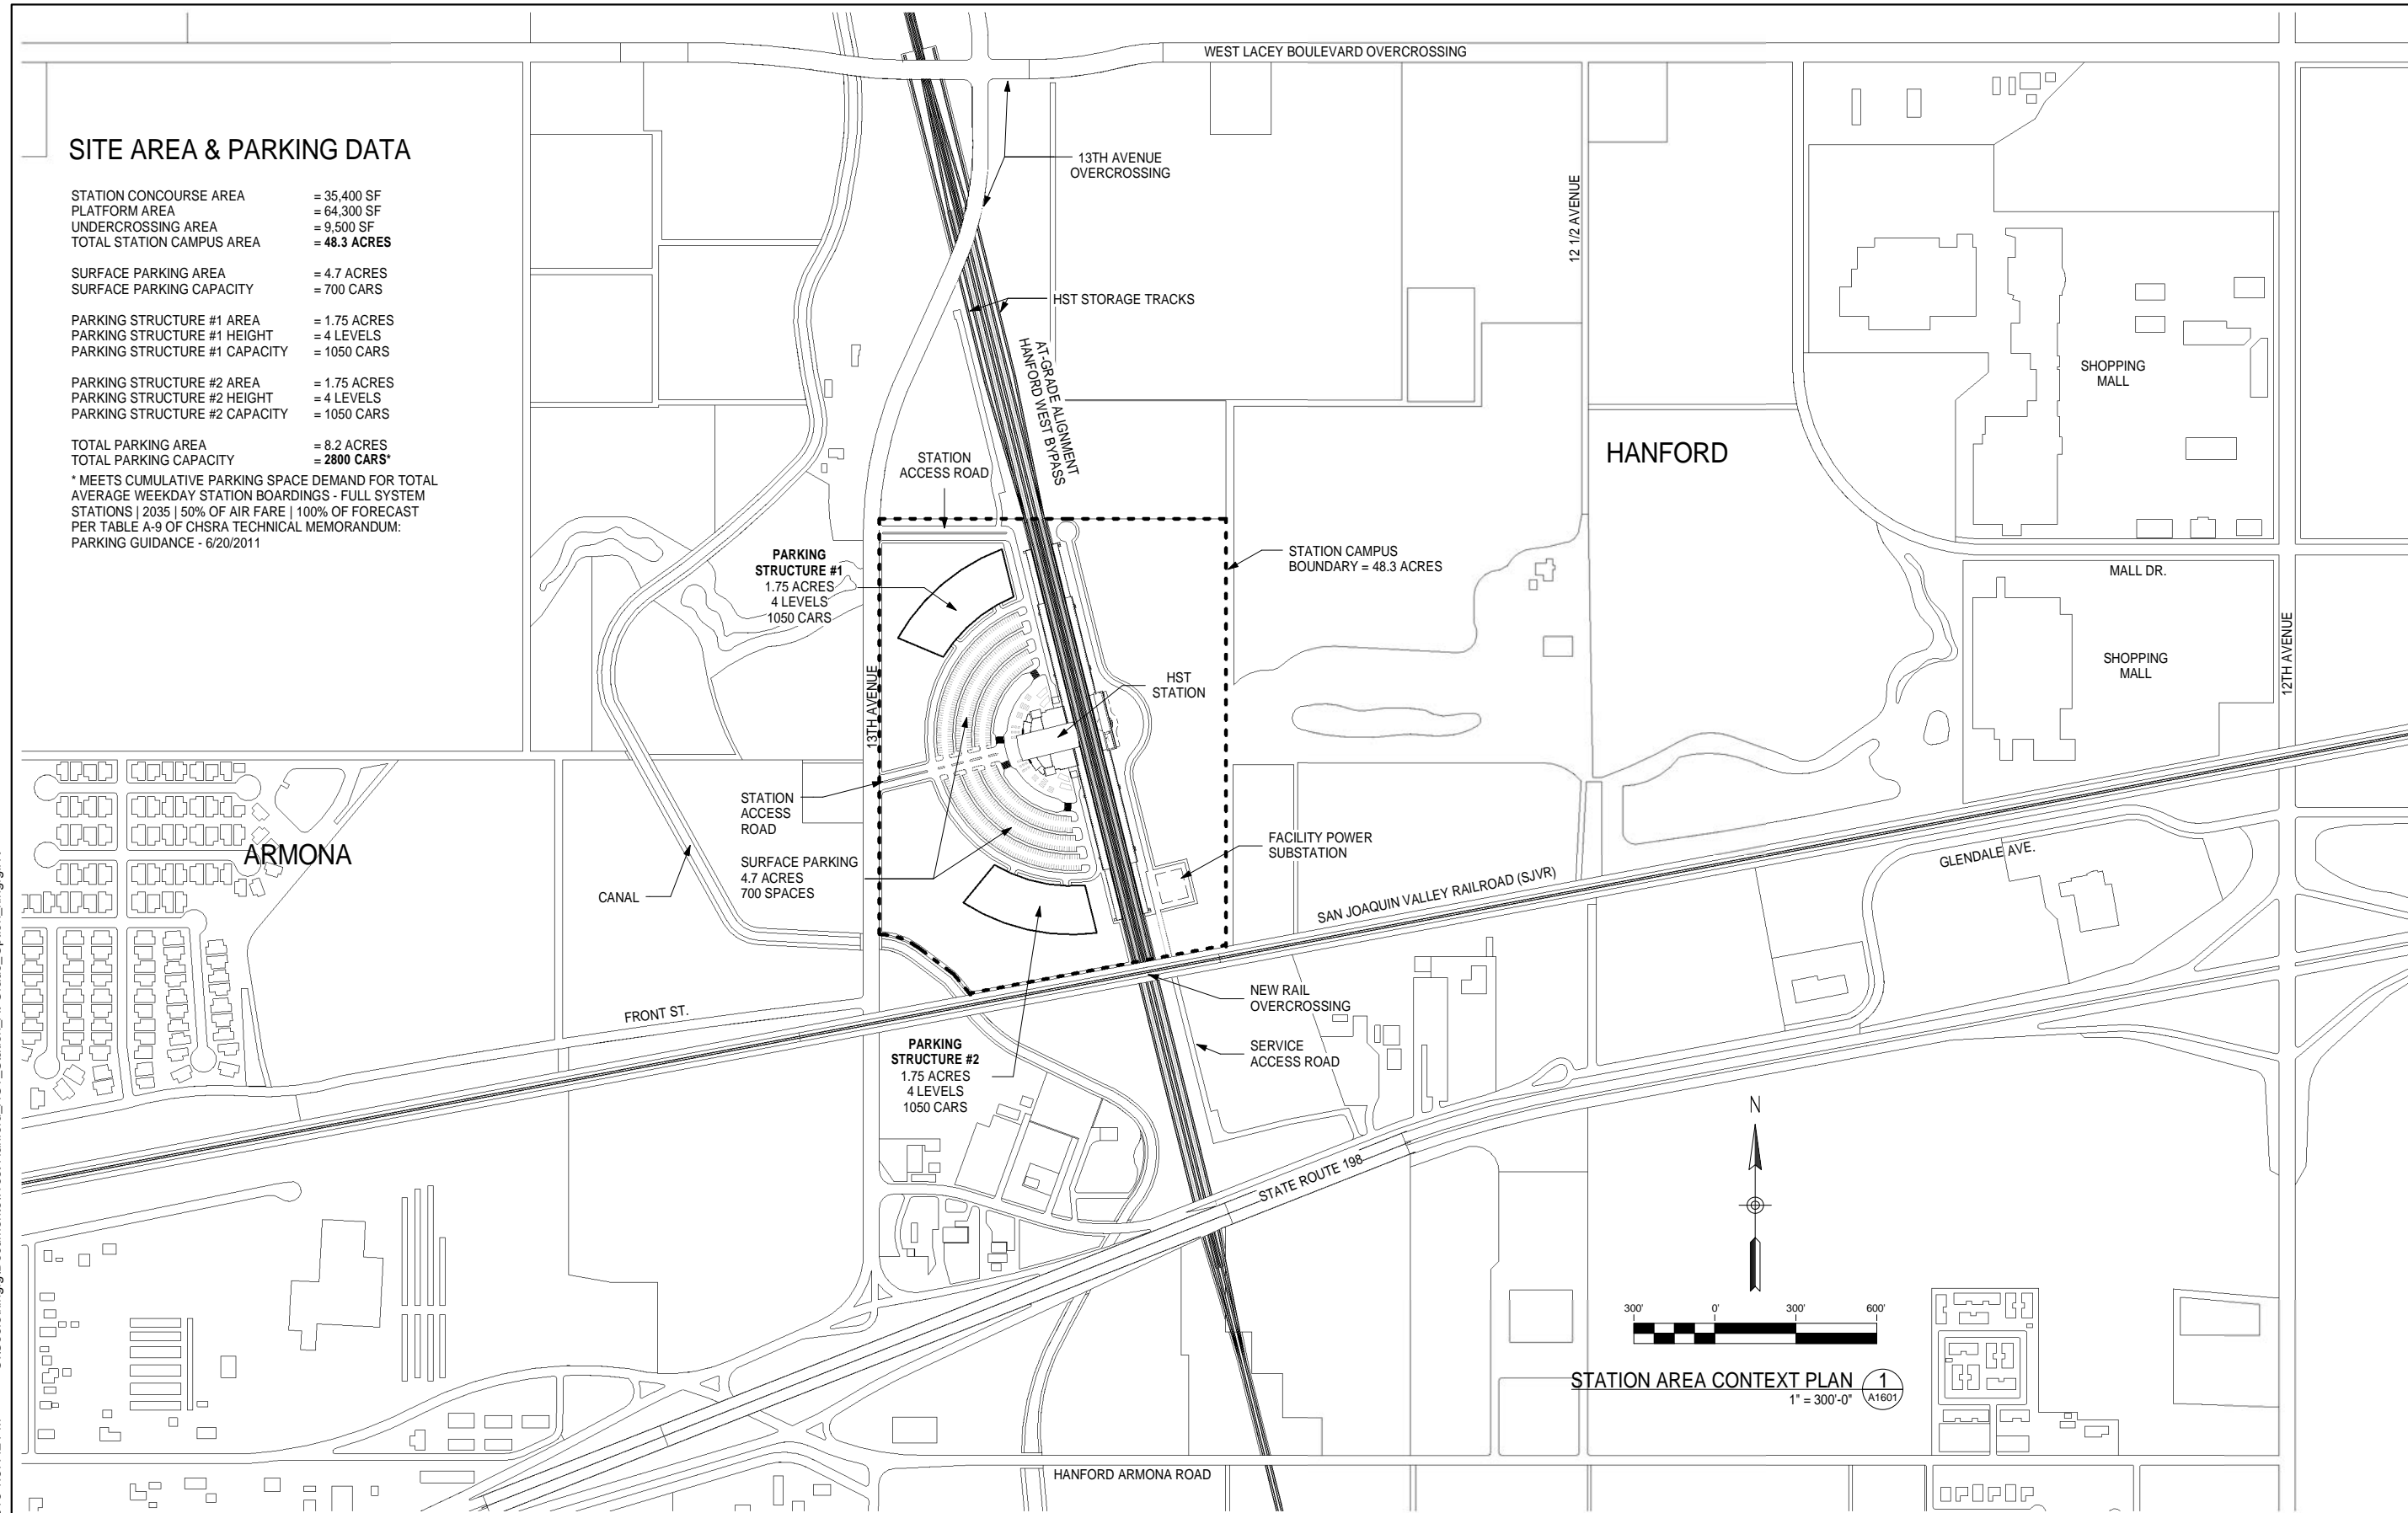 WEST LACEY BOULEVARD OVERCROSSING
SITE AREA & PARKING DATA
STATION CONCOURSE AREA = 35,400 SF
PLATFORM AREA = 64,300 SF
UNDERCROSSING AREA = 9,500 SF
TOTAL STATION CAMPUS AREA = 48.3 ACRES
SURFACE PARKING AREA = 4.7 ACRES
SURFACE PARKING CAPACITY = 700 CARS
PARKING STRUCTURE #1 AREA = 1.75 ACRES
PARKING STRUCTURE #1 HEIGHT = 4 LEVELS
PARKING STRUCTURE #1 CAPACITY = 1050 CARS
PARKING STRUCTURE #2 AREA = 1.75 ACRES
PARKING STRUCTURE #2 HEIGHT = 4 LEVELS
PARKING STRUCTURE #2 CAPACITY = 1050 CARS
TOTAL PARKING AREA = 8.2 ACRES
TOTAL PARKING CAPACITY = 2800 CARS*
* MEETS CUMULATIVE PARKING SPACE DEMAND FOR TOTAL
AVERAGE WEEKDAY STATION BOARDINGS - FULL SYSTEM
STATIONS | 2035 | 50% OF AIR FARE | 100% OF FORECAST
PER TABLE A-9 OF CHSRA TECHNICAL MEMORANDUM:
PARKING GUIDANCE - 6/20/2011
13TH AVENUE
OVERCROSSING
12 1/2 AVENUE
HST STORAGE TRACKS
AT-GRADE ALIGNMENT
HANFORD WEST BYPASS
SHOPPING
MALL
HANFORD
STATION
ACCESS ROAD
PARKING
STRUCTURE #1
1.75 ACRES
4 LEVELS
1050 CARS
STATION CAMPUS
BOUNDARY = 48.3 ACRES
MALL DR.
12TH AVENUE
SHOPPING
MALL
13TH AVENUE
HST
STATION
STATION
ACCESS
ROAD
FACILITY POWER
SUBSTATION
ARMONA
SURFACE PARKING
4.7 ACRES
700 SPACES
CANAL
GLENDALE AVE.
SAN JOAQUIN VALLEY RAILROAD (SJVR)
FRONT ST.
NEW RAIL
OVERCROSSING
SERVICE
ACCESS ROAD
PARKING
STRUCTURE #2
1.75 ACRES
4 LEVELS
1050 CARS
STATE ROUTE 198
N
300' 0' 300' 600'
STATION AREA CONTEXT PLAN 1
1" = 300'-0" A1601
HANFORD ARMONA ROAD